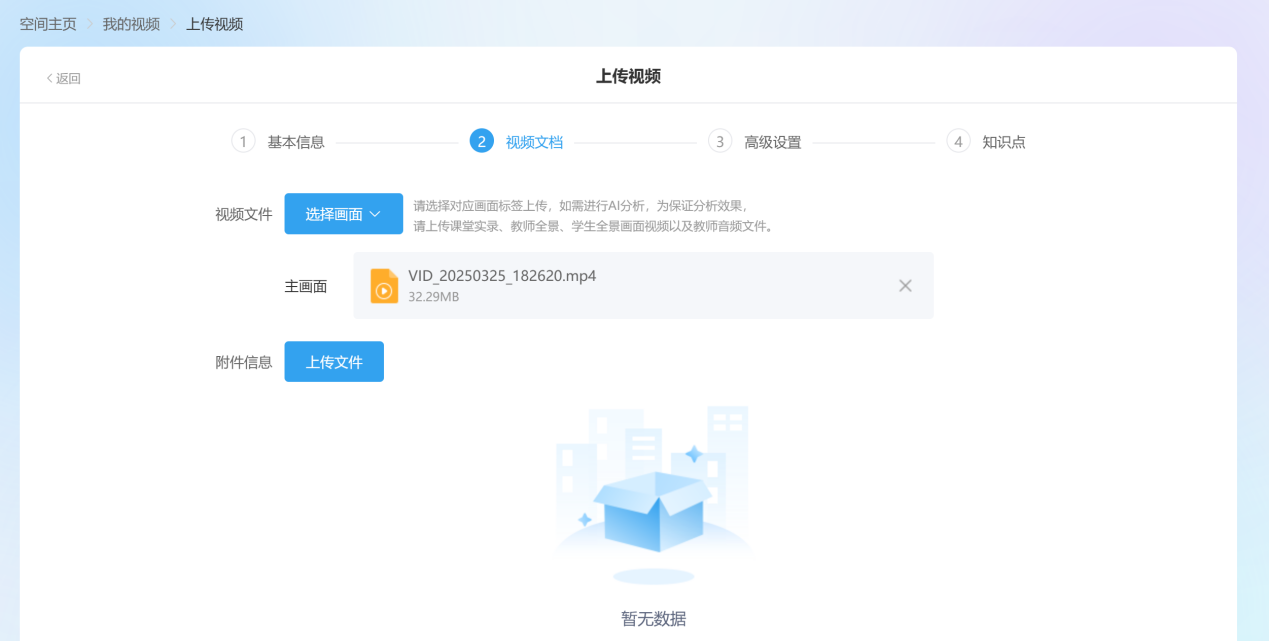 空间主页 > 我的视频 > 上传视频
< 返回
上传视频
1 基本信息
2 视频文档
3 高级设置
4 知识点
视频文件
选择画面
请选择对应画面标签上传，如需进行AI分析，为保证分析效果，
请上传课堂实录、教师全景、学生全景画面视频以及教师音频文件。
主画面
VID_20250325_182620.mp4
32.29MB
附件信息
上传文件
暂无数据